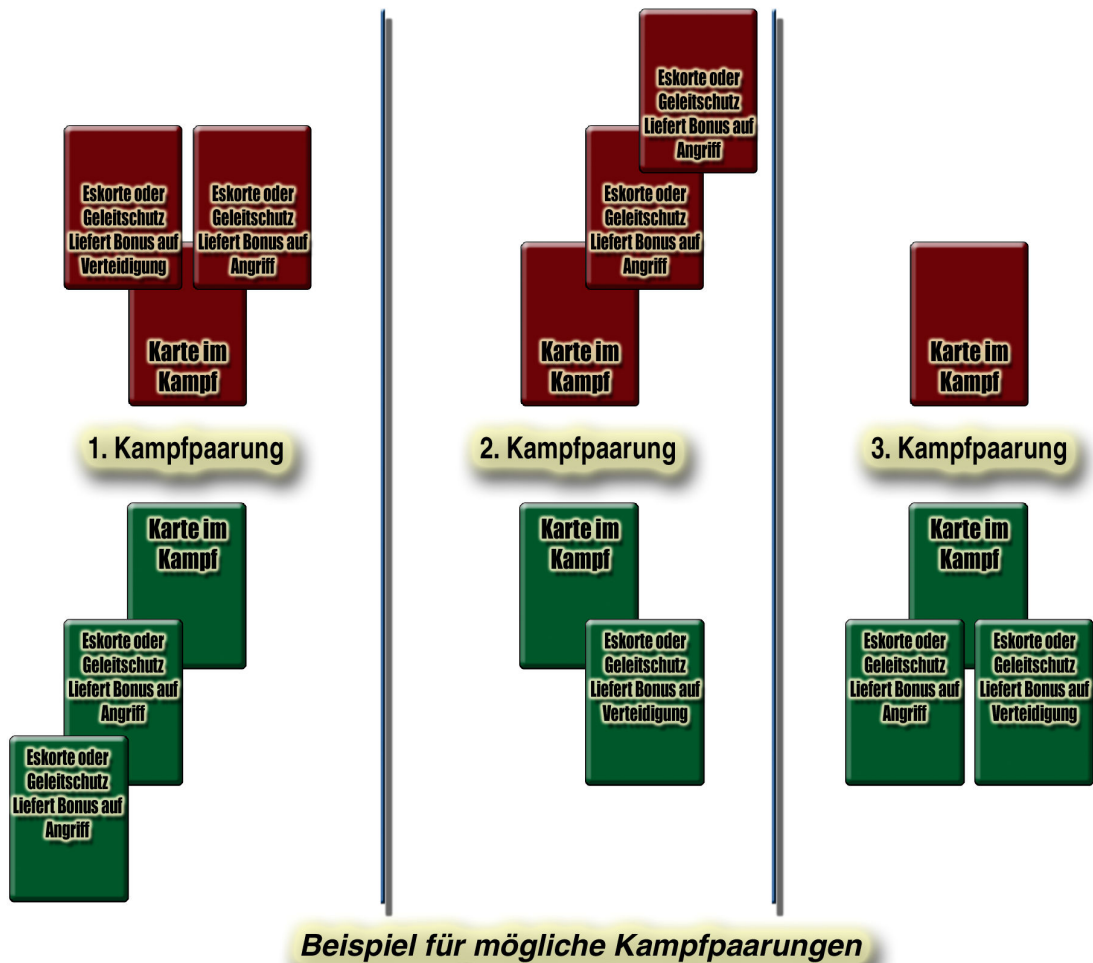 Eskorte oder
Geleitschutz
Liefert Bonus auf
Verteidigung
Eskorte oder
Geleitschutz
Liefert Bonus auf
Angriff
Karte im
Kampf
1. Kampfpaarung
Karte im
Kampf
Eskorte oder
Geleitschutz
Liefert Bonus auf
Angriff
Eskorte oder
Geleitschutz
Liefert Bonus auf
Angriff
Eskorte oder
Geleitschutz
Liefert Bonus auf
Angriff
Eskorte oder
Geleitschutz
Liefert Bonus auf
Angriff
Karte im
Kampf
2. Kampfpaarung
Karte im
Kampf
Eskorte oder
Geleitschutz
Liefert Bonus auf
Verteidigung
Karte im
Kampf
3. Kampfpaarung
Karte im
Kampf
Eskorte oder
Geleitschutz
Liefert Bonus auf
Angriff
Eskorte oder
Geleitschutz
Liefert Bonus auf
Verteidigung
Beispiel für mögliche Kampfpaarungen